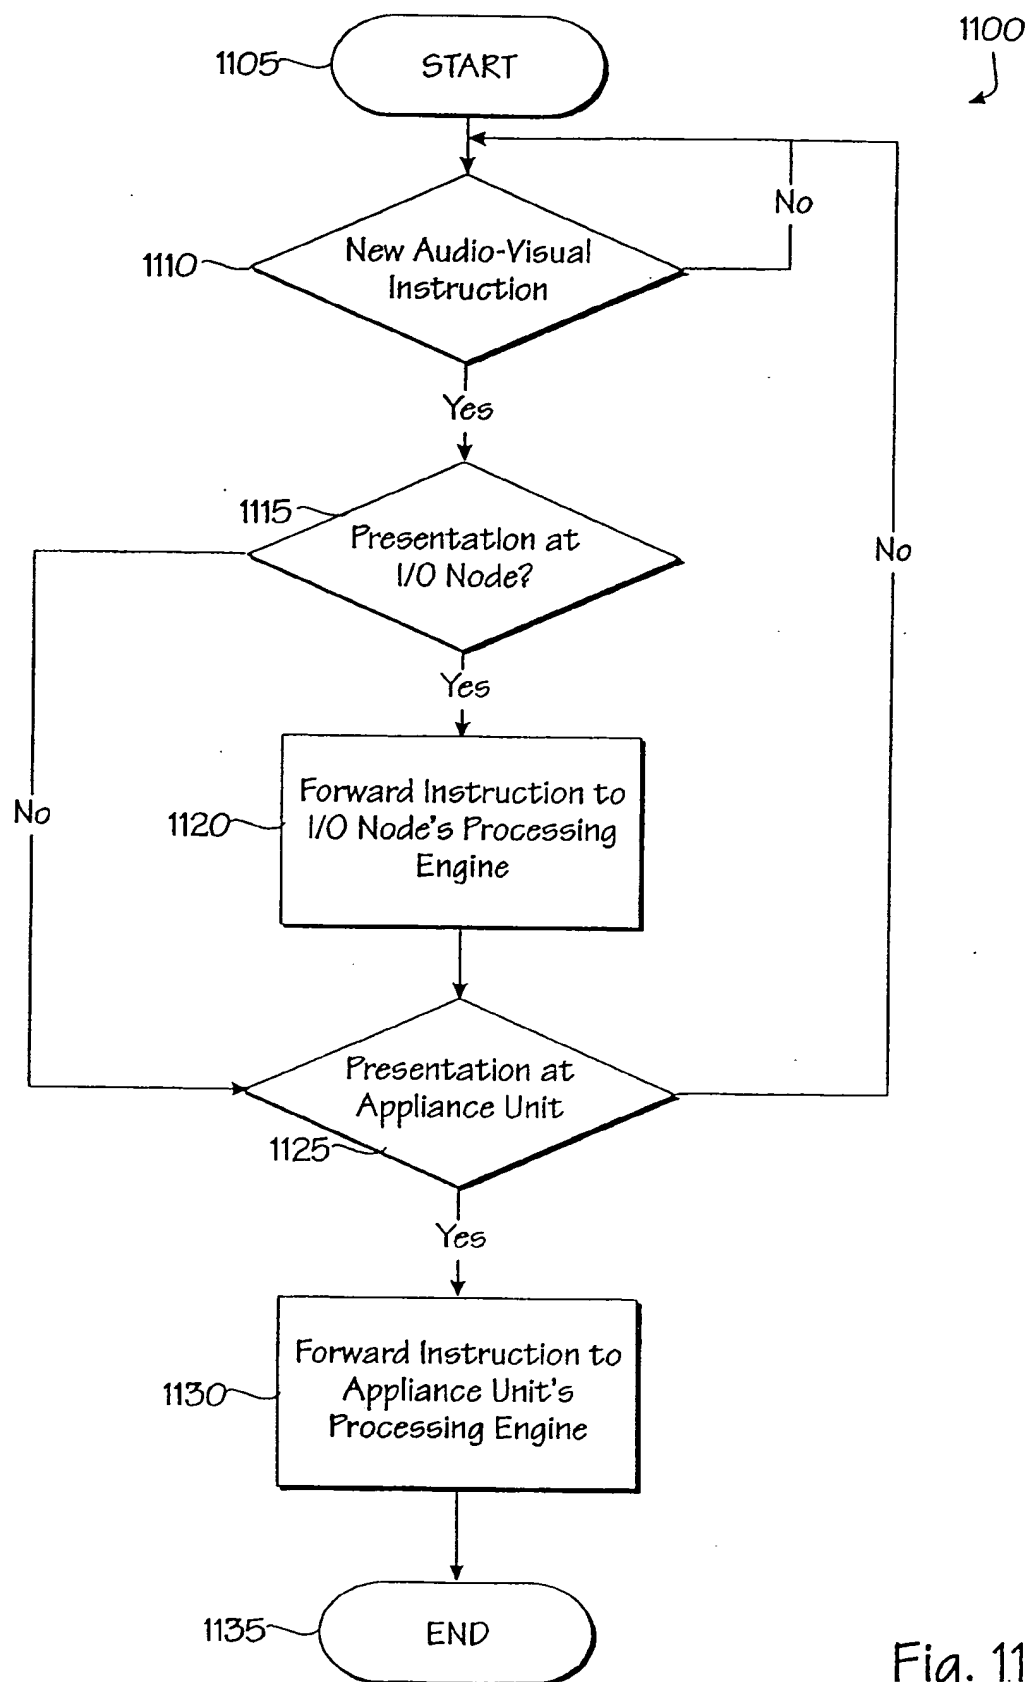 1100
1105
START
No
1110
New Audio-Visual
Instruction
Yes
1115
Presentation at
I/O Node?
No
Yes
No
1120
Forward Instruction to
I/O Node's Processing
Engine
Presentation at
Appliance Unit
1125
Yes
1130
Forward Instruction to
Appliance Unit's
Processing Engine
1135
END
Fig. 11